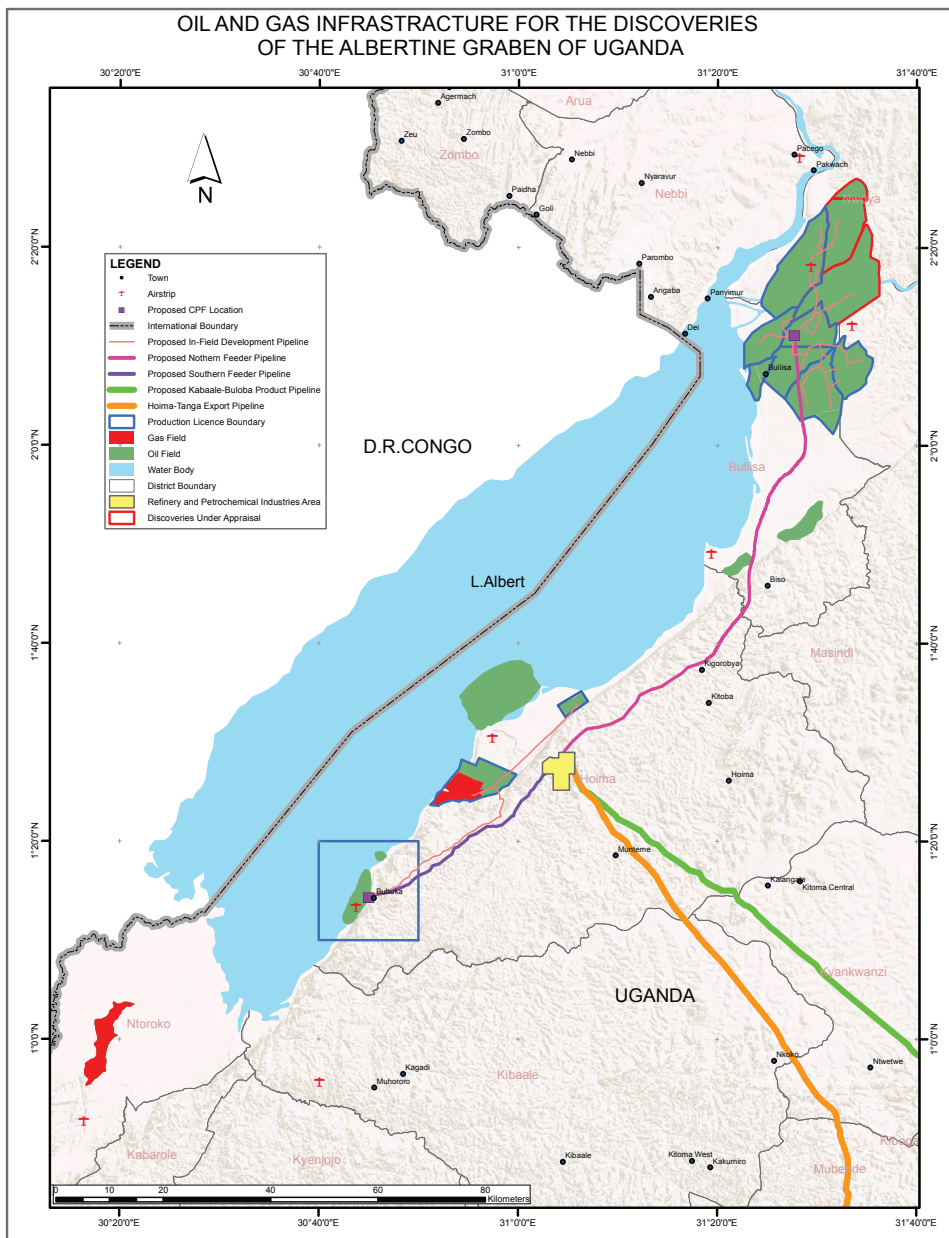 OIL AND GAS INFRASTRACTURE FOR THE DISCOVERIES
OF THE ALBERTINE GRABEN OF UGANDA
30°20'0"E 30°40'0"E 31°0'0"E 31°20'0"E 31°40'0"E
Agermach
Arua
Zeu
Zombo
Zombo
Nebbi
Pacego
Pakwach
Nyaravur
Nebbi
Paidha
Goli
N
2°20'0"N
2°20'0"N
Parombo
Angaba
Panyimur
Dei
Buliisa
LEGEND
Town
Airstrip
Proposed CPF Location
International Boundary
Proposed In-Field Development Pipeline
Proposed Nothern Feeder Pipeline
Proposed Southern Feeder Pipeline
Proposed Kabaale-Buloba Product Pipeline
Hoima-Tanga Export Pipeline
Production Licence Boundary
Gas Field
Oil Field
Water Body
District Boundary
Refinery and Petrochemical Industries Area
Discoveries Under Appraisal
D.R.CONGO
2°0'0"N
2°0'0"N
Buliisa
L.Albert
Biso
1°40'0"N
1°40'0"N
Masindi
Kigorobya
Kitoba
Hoima
Hoima
1°20'0"N
1°20'0"N
Munteme
Kalangala
Kitoma Central
Buhuka
Kyankwanzi
UGANDA
Ntoroko
1°0'0"N
1°0'0"N
Nkoko
Ntwetwe
Kagadi
Muhororo
Kibaale
Kabarole
Kyenjojo
Kibaale
Kitoma West
Kakumiro
Mubende
0 10 20 40 60 80
Kilometers
30°20'0"E 30°40'0"E 31°0'0"E 31°20'0"E 31°40'0"E